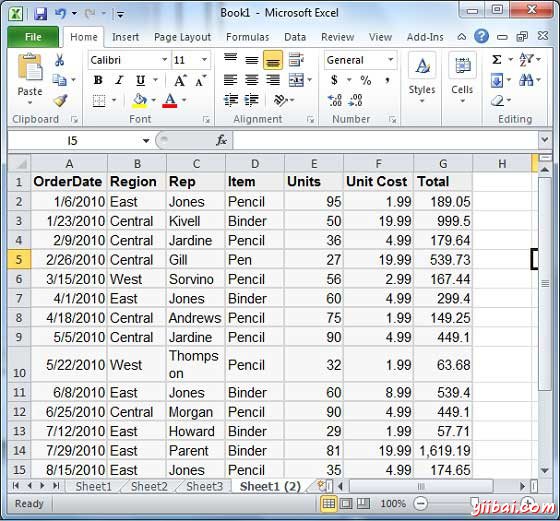 Book1 - Microsoft Excel
File Home Insert Page Layout Formulas Data Review View Add-Ins
Calibri 11 General
Paste B I U A A A $ % , Styles Cells Σ
Clipboard Font Alignment Number Editing
I5 fx
A B C D E F G H
1 OrderDate Region Rep Item Units Unit Cost Total
2 1/6/2010 East Jones Pencil 95 1.99 189.05
3 1/23/2010 Central Kivell Binder 50 19.99 999.5
4 2/9/2010 Central Jardine Pencil 36 4.99 179.64
5 2/26/2010 Central Gill Pen 27 19.99 539.73
6 3/15/2010 West Sorvino Pencil 56 2.99 167.44
7 4/1/2010 East Jones Binder 60 4.99 299.4
8 4/18/2010 Central Andrews Pencil 75 1.99 149.25
9 5/5/2010 Central Jardine Pencil 90 4.99 449.1
Thomps
10 5/22/2010 West on Pencil 32 1.99 63.68
11 6/8/2010 East Jones Binder 60 8.99 539.4
12 6/25/2010 Central Morgan Pencil 90 4.99 449.1
13 7/12/2010 East Howard Binder 29 1.99 57.71
14 7/29/2010 East Parent Binder 81 19.99 1,619.19
15 8/15/2010 East Jones Pencil 35 4.99 174.65
Sheet1 Sheet2 Sheet3 Sheet1 (2)
Ready 100%
yiibai.com